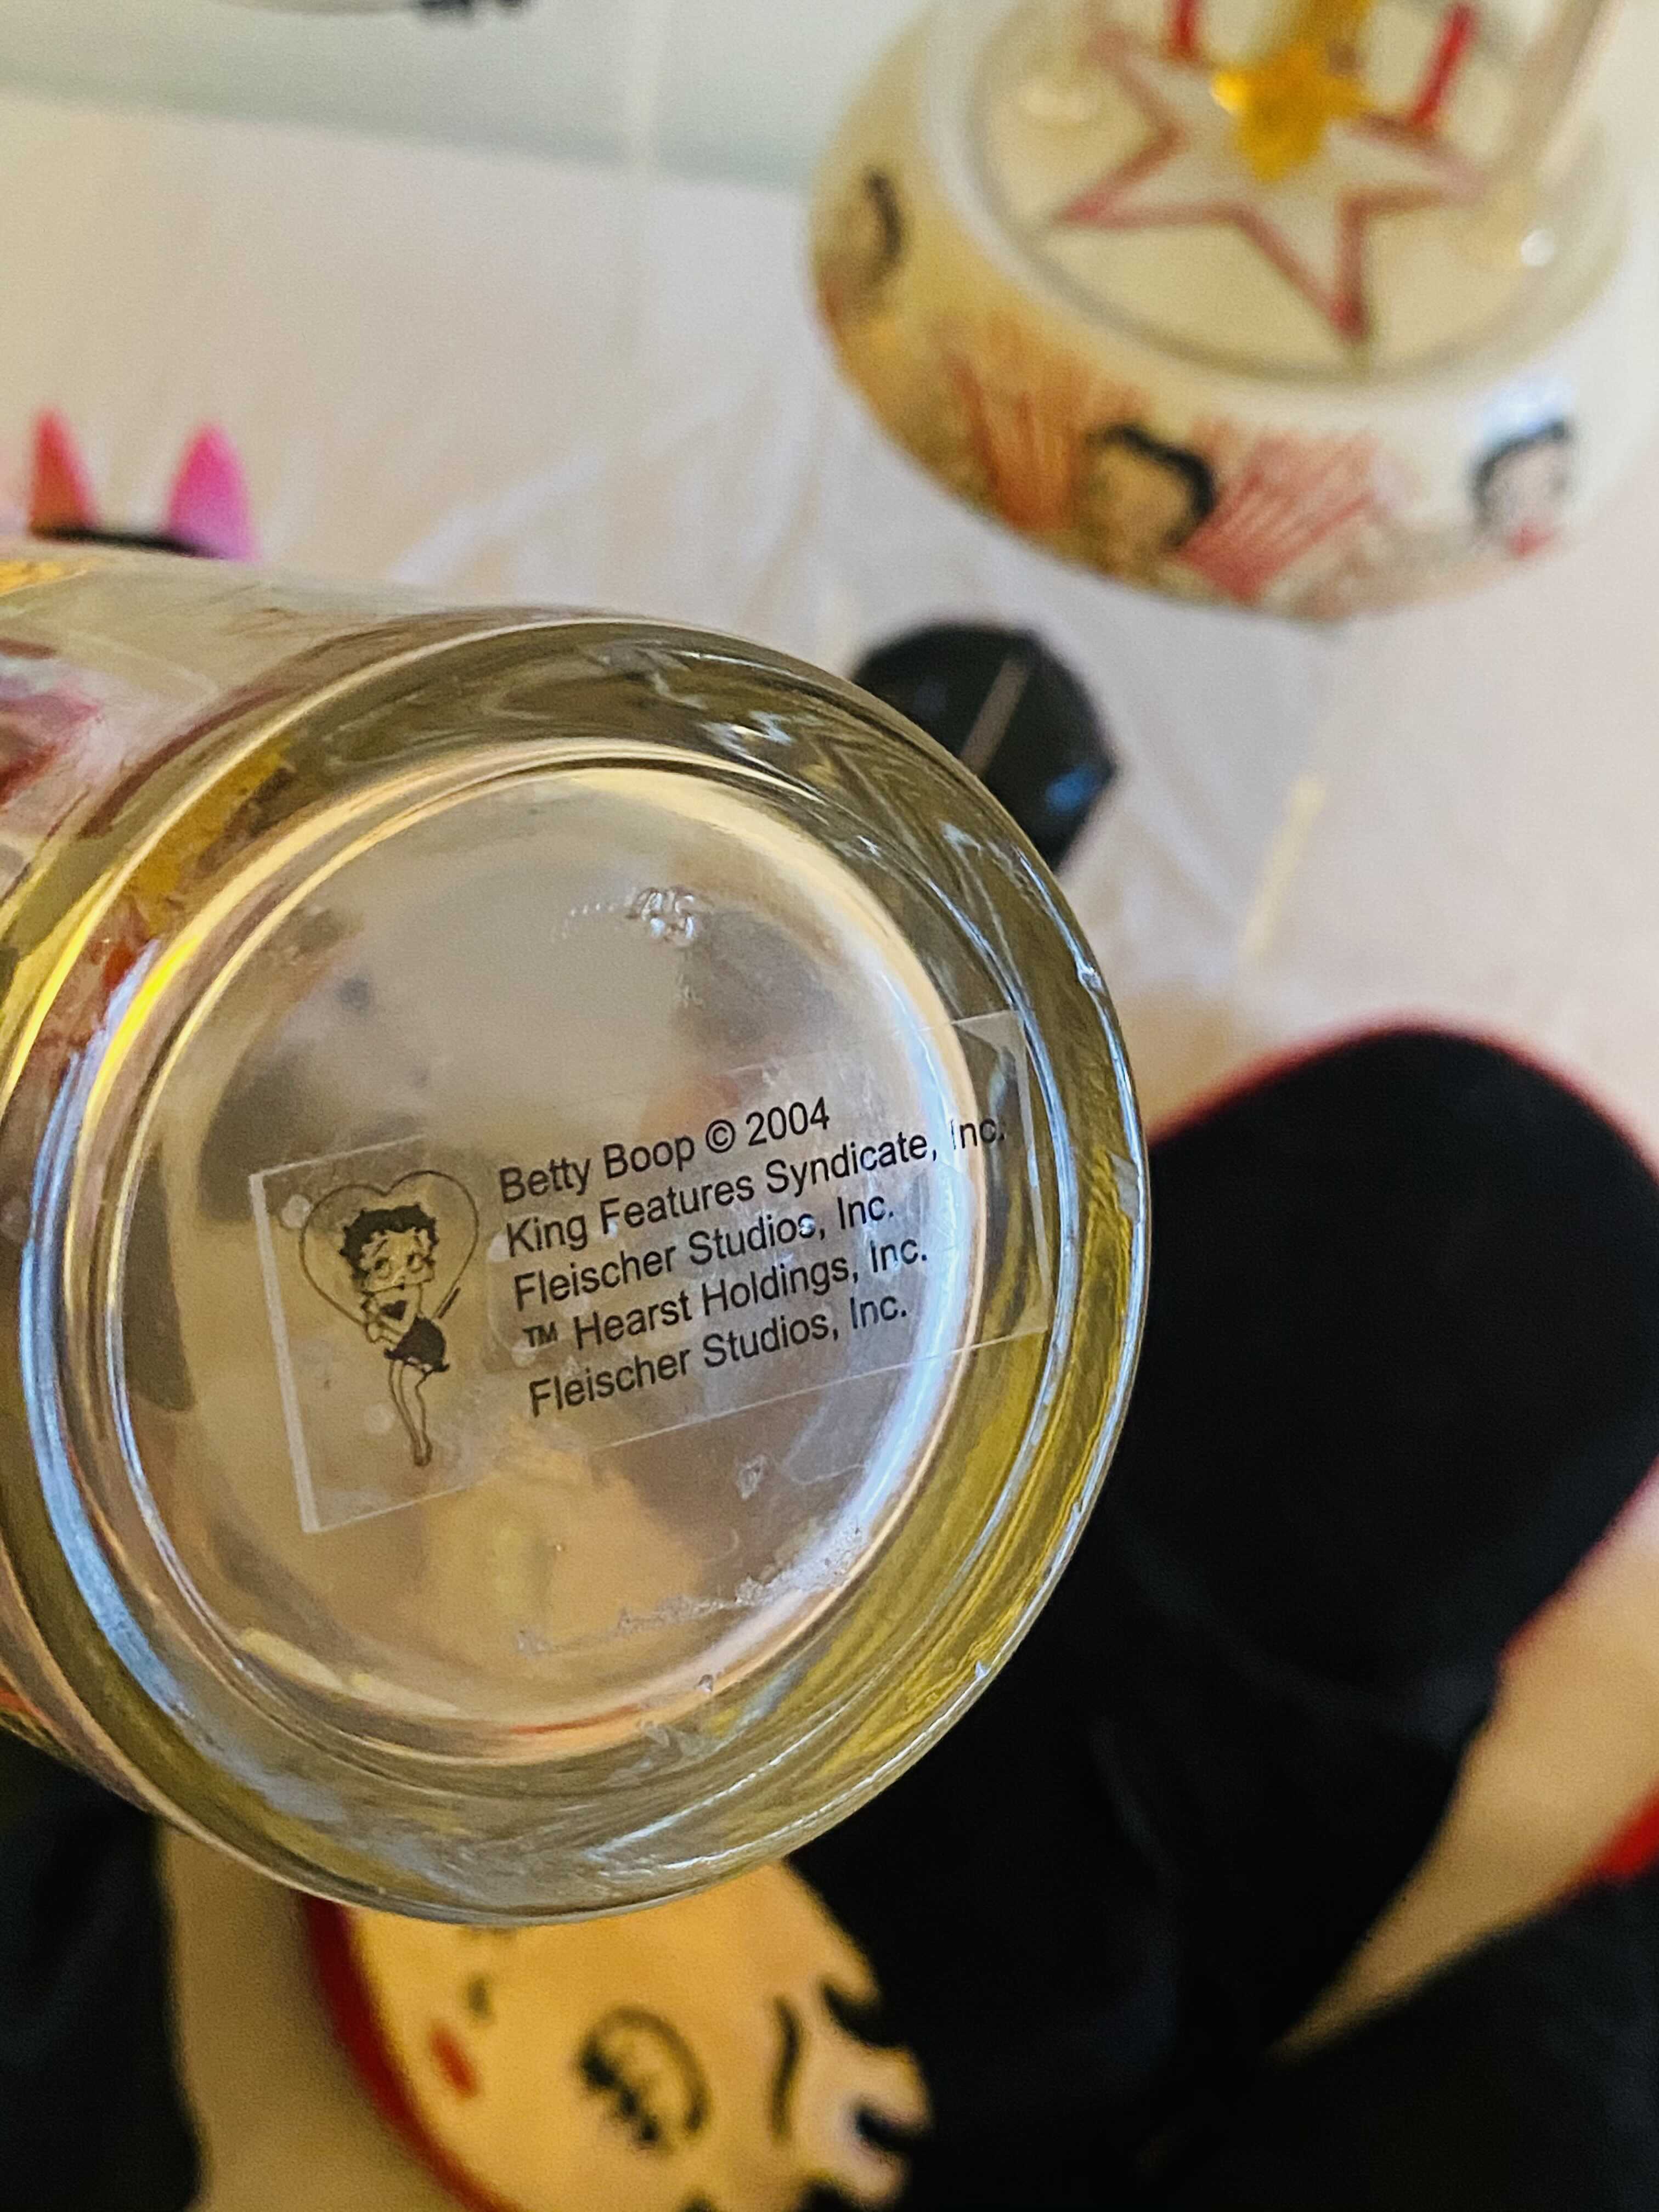 Betty Boop © 2004
King Features Syndicate, Inc.
Fleischer Studios, Inc.
™ Hearst Holdings, Inc.
Fleischer Studios, Inc.